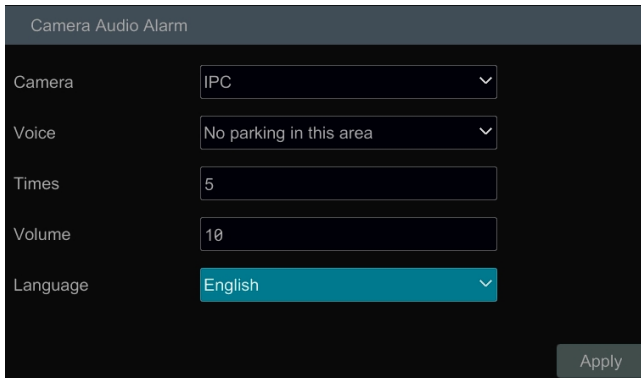 Camera Audio Alarm
Camera IPC
Voice No parking in this area
Times 5
Volume 10
Language English
Apply